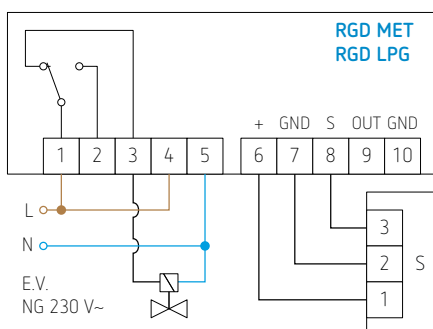 RGD MET
RGD LPG
+ GND S OUT GND
1 2 3 4 5 6 7 8 9 10
L
N
3
2 S
1
E.V.
NG 230 V~